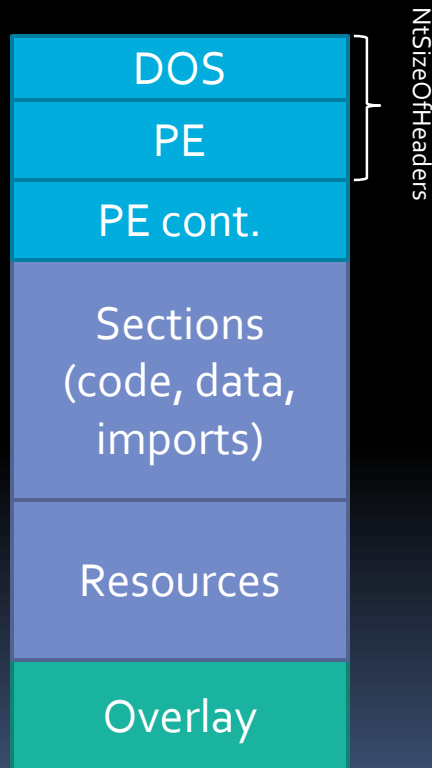 DOS
NtSizeOfHeaders
PE
PE cont.
Sections
(code, data,
imports)
Resources
Overlay